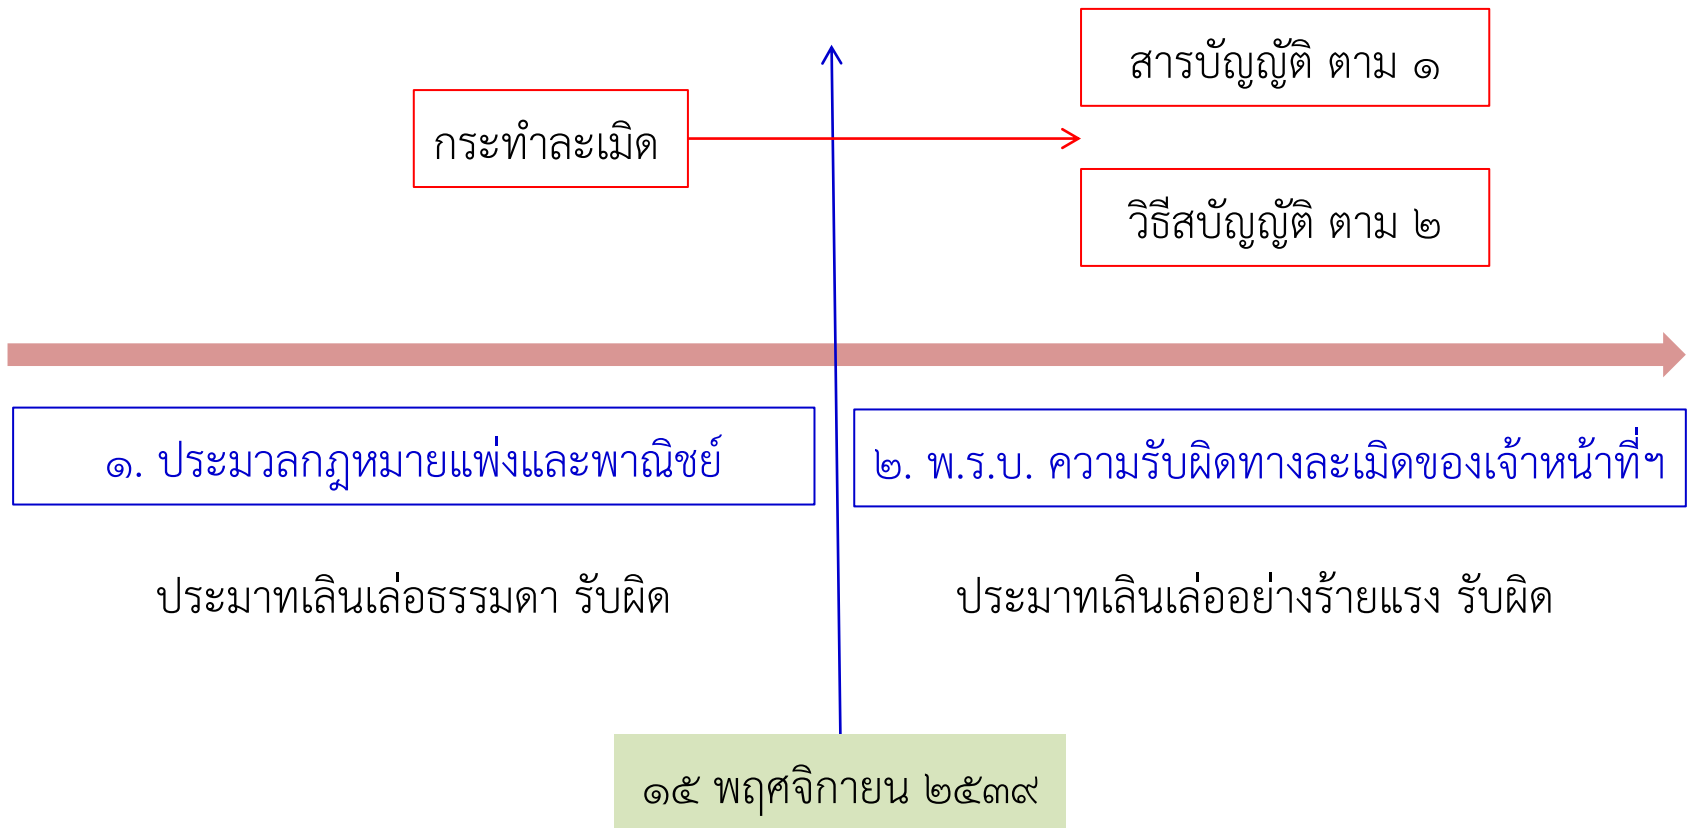 สารบัญญัติ ตาม ๑
กระทำละเมิด
วิธีสบัญญัติ ตาม ๒
๑. ประมวลกฎหมายแพ่งและพาณิชย์
๒. พ.ร.บ. ความรับผิดทางละเมิดของเจ้าหน้าที่ฯ
ประมาทเลินเล่อธรรมดา รับผิด
ประมาทเลินเล่ออย่างร้ายแรง รับผิด
๑๕ พฤศจิกายน ๒๕๓๙